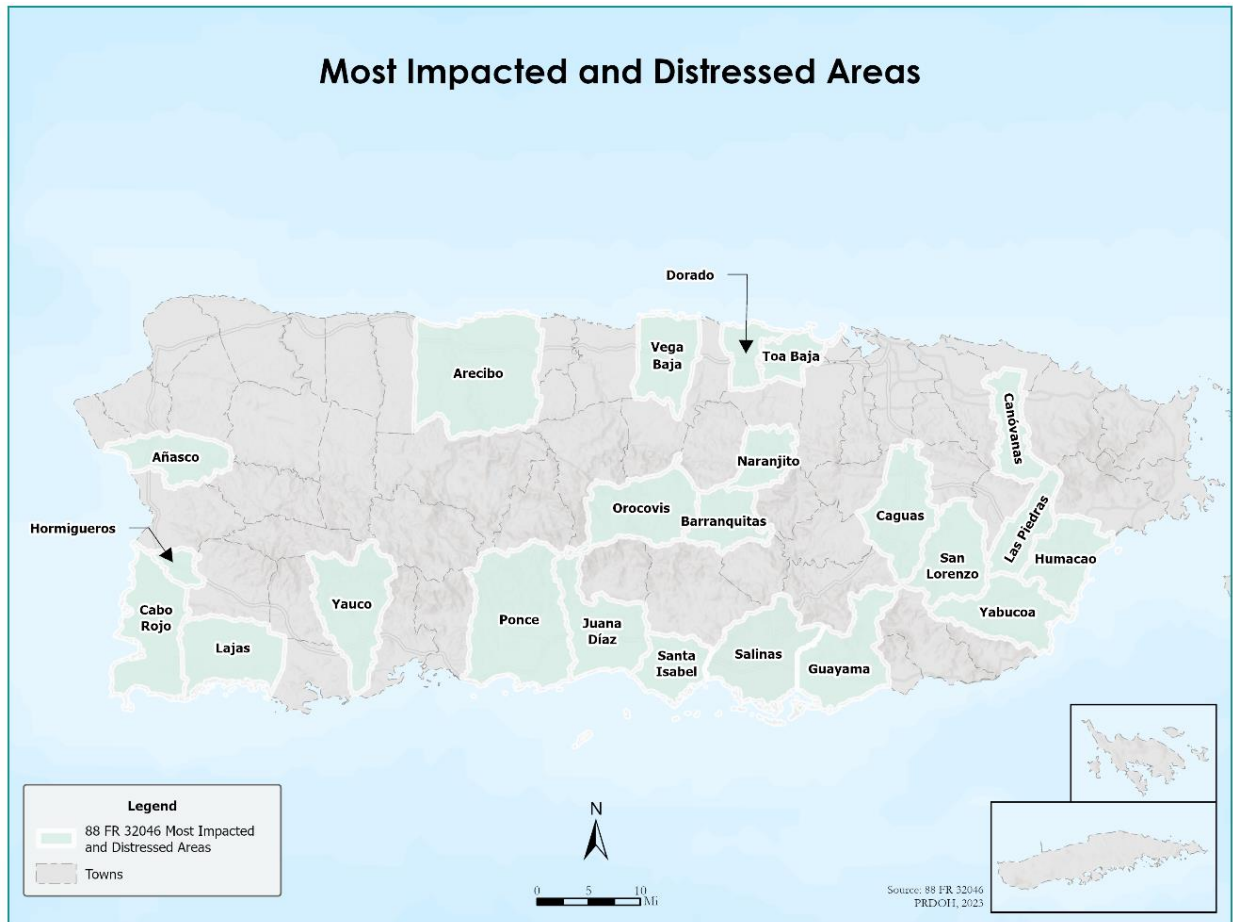 Most Impacted and Distressed Areas
Dorado
Vega
Baja
Toa Baja
Arecibo
Canóvanas
Añasco
Naranjito
Orocovis
Barranquitas
Caguas
Las Piedras
Hormigueros
San
Lorenzo
Humacao
Cabo
Rojo
Yauco
Ponce
Juana
Díaz
Yabucoa
Lajas
Santa
Isabel
Salinas
Guayama
Legend
88 FR 32046 Most Impacted
and Distressed Areas
Towns
N
0 5 10
Mi
Source: 88 FR 32046
PRDOH, 2023